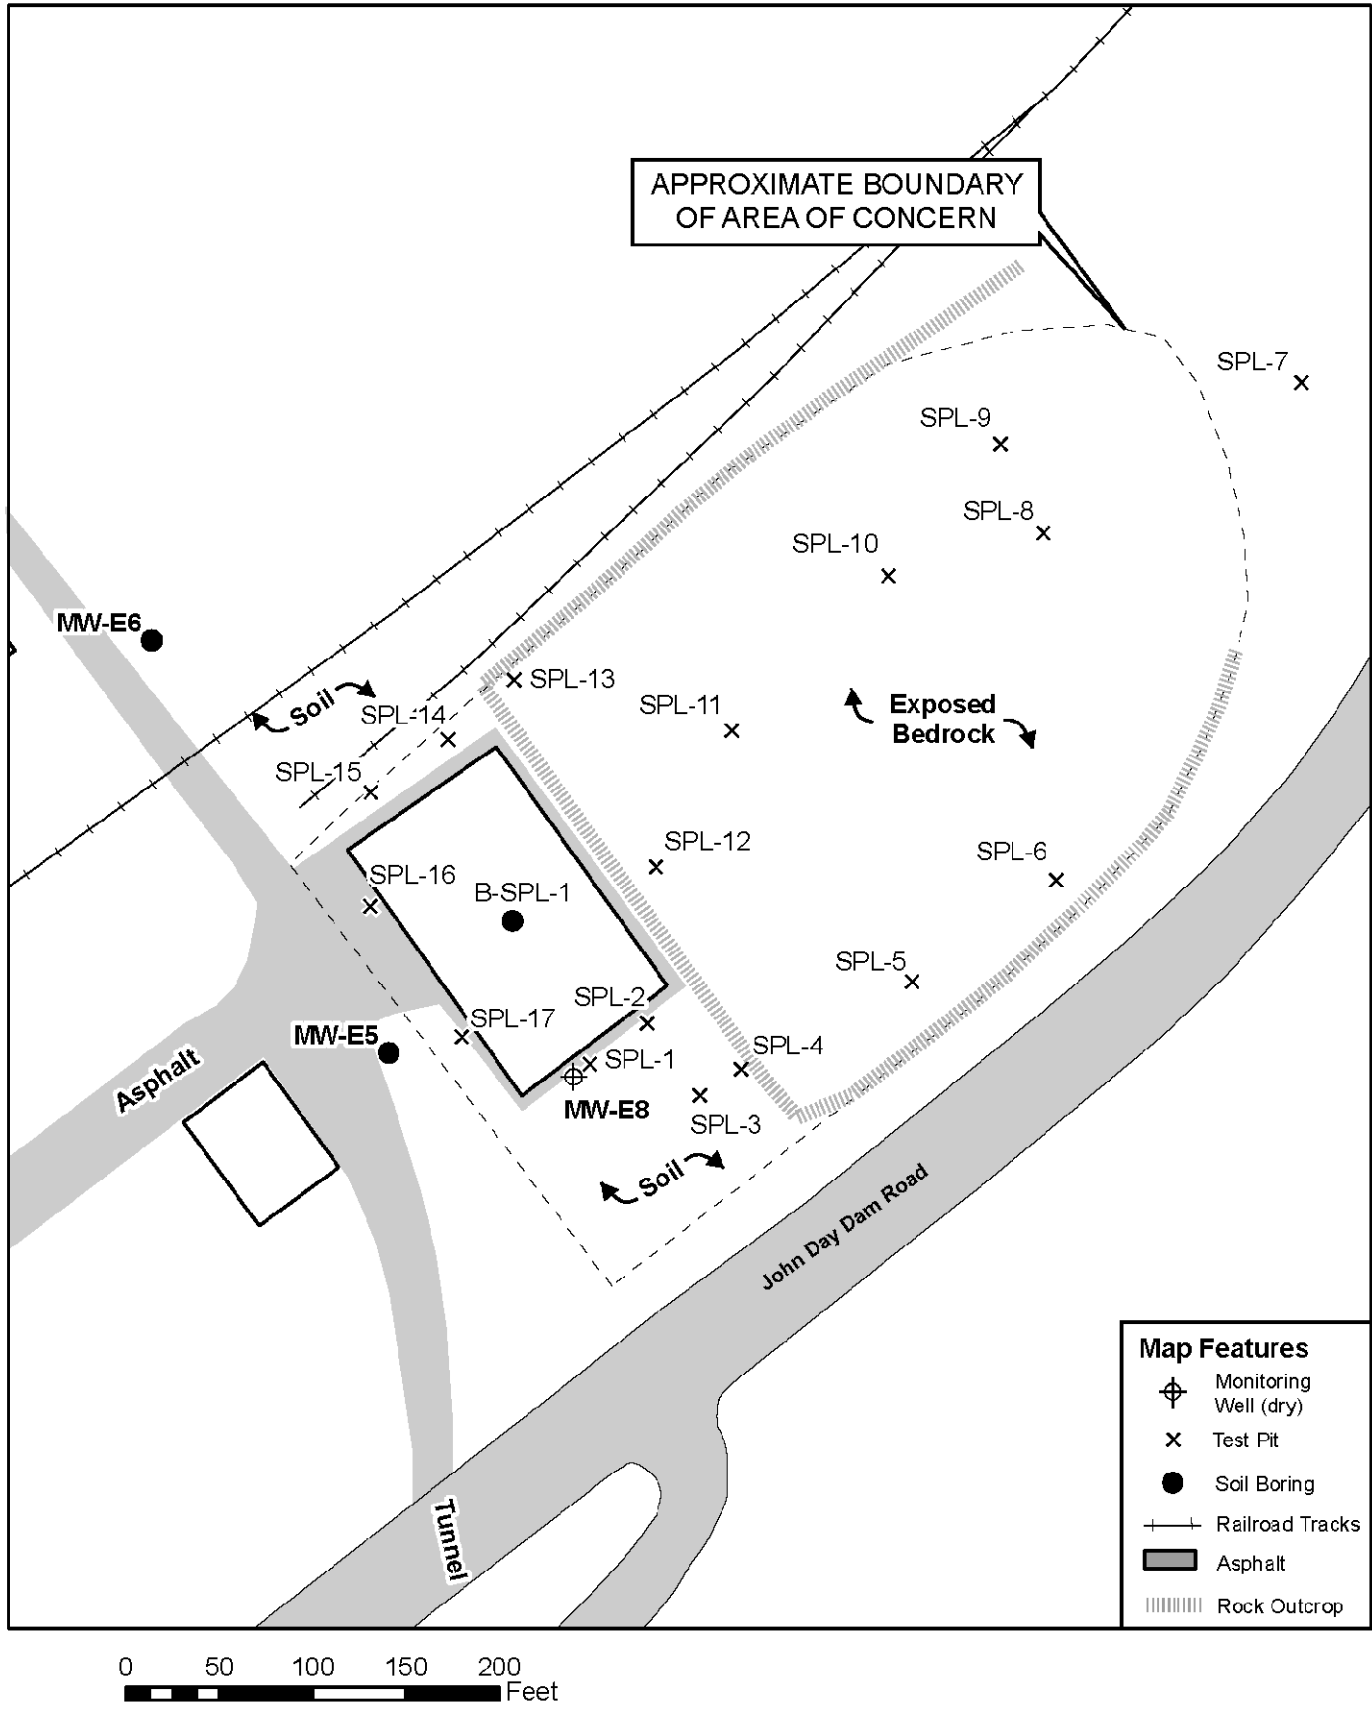 APPROXIMATE BOUNDARY
OF AREA OF CONCERN
SPL-7
SPL-9
SPL-8
SPL-10
MW-E6
SPL-13
Soil
SPL-14
SPL-11
Exposed
Bedrock
SPL-15
SPL-12
SPL-6
SPL-16
B-SPL-1
SPL-5
SPL-2
SPL-17
MW-E5
SPL-4
SPL-1
Asphalt
MW-E8
SPL-3
Soil
John Day Dam Road
Tunnel
Map Features
Monitoring
Well (dry)
Test Pit
Soil Boring
Railroad Tracks
Asphalt
Rock Outcrop
0 50 100 150 200
Feet